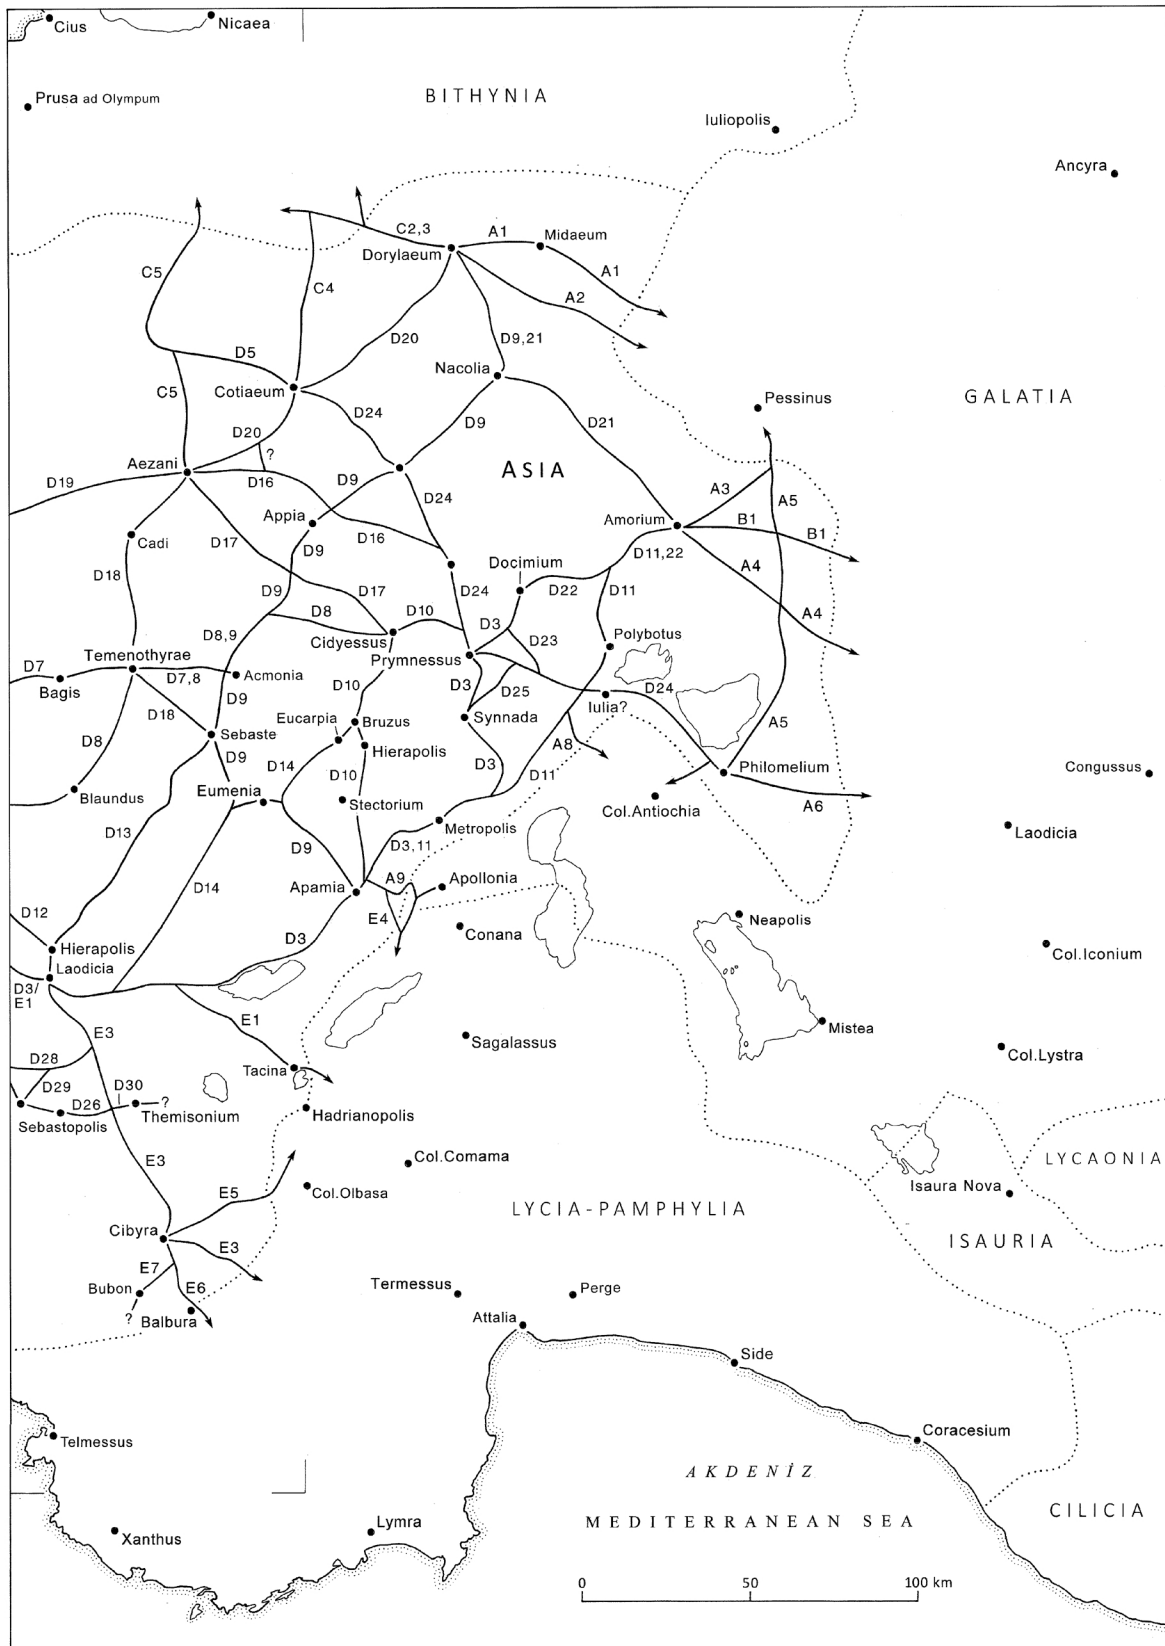 Cius
Nicaea
Prusa ad Olympum
BITHYNIA
Iuliopolis
Ancyra
C2,3
A1
Midaeum
Dorylaeum
C5
C4
A1
A2
D20
D9,21
D5
Nacolia
C5
Cotiaeum
Pessinus
GALATIA
D24
D9
D21
D20
?
Aezani
ASIA
D19
D16
D9
D24
A3
A5
Appia
Amorium
B1
B1
Cadi
D17
D9
D16
D11,22
Docimium
A4
D18
D9
D17
D24
D22
D11
D8
D10
D3
A4
D8,9
Cidyessus
D23
Polybotus
Temenothyrae
Prymnessus
D7
D7,8
Acmonia
Bagis
D9
D10
D3
D25
D24
Iulia?
D18
Eucarpia
Bruzus
Synnada
A5
D8
Sebaste
Hierapolis
A8
D9
D14
D10
D3
D11
Philomelium
Congussus
Blaundus
Eumenia
Stectorium
Col.Antiochia
A6
D13
Metropolis
Laodicia
D9
D3,11
D14
Apamia
A9
Apollonia
D12
E4
Neapolis
Hierapolis
D3
Conana
Col.Iconium
Laodicia
D3/
E1
E3
E1
Mistea
Sagalassus
Col.Lystra
D28
Tacina
D29
D30
D26
?
Themisonium
Hadrianopolis
Sebastopolis
E3
Col.Comama
LYCAONIA
E5
Col.Olbasa
Isaura Nova
LYCIA-PAMPHYLIA
Cibyra
E3
ISAURIA
E7
E6
Bubon
Termessus
Perge
?
Balbura
Attalia
Side
Coracesium
Telmessus
AKDENİZ
CILICIA
MEDITERRANEAN SEA
Lymra
Xanthus
0
50
100 km